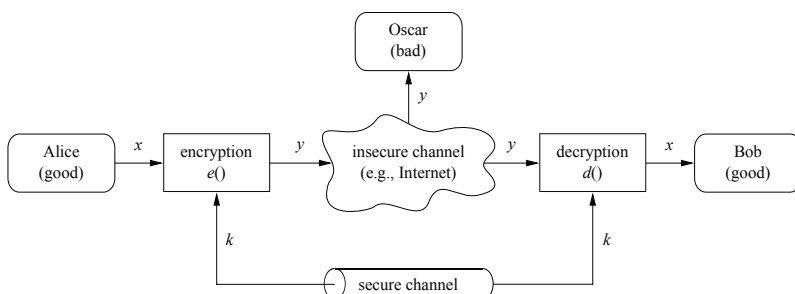 Oscar
(bad)
y
Alice
(good)
x
encryption
e()
y
insecure channel
(e.g., Internet)
y
decryption
d()
x
Bob
(good)
k
k
secure channel